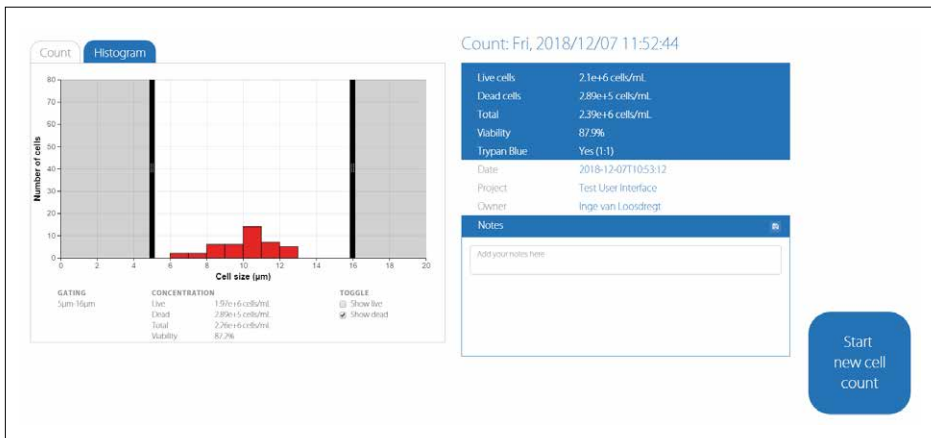 Count Histogram
Count: Fri, 2018/12/07 11:52:44
80
70
60
50
40
30
20
10
0
Number of cells
0 2 4 6 8 10 12 14 16 18 20
Cell size (µm)
GATING
5µm-16µm
CONCENTRATION
Live 1.97e+6 cells/mL
Dead 2.89e+5 cells/mL
Total 2.26e+6 cells/mL
Viability 87.2%
TOGGLE
Show live
Show dead
Live cells 2.1e+6 cells/mL
Dead cells 2.89e+5 cells/mL
Total 2.39e+6 cells/mL
Viability 87.9%
Trypan Blue Yes (1:1)
Date 2018-12-07T10:53:12
Project Test User Interface
Owner Inge van Loosdregt
Notes
Add your notes here
Start
new cell
count